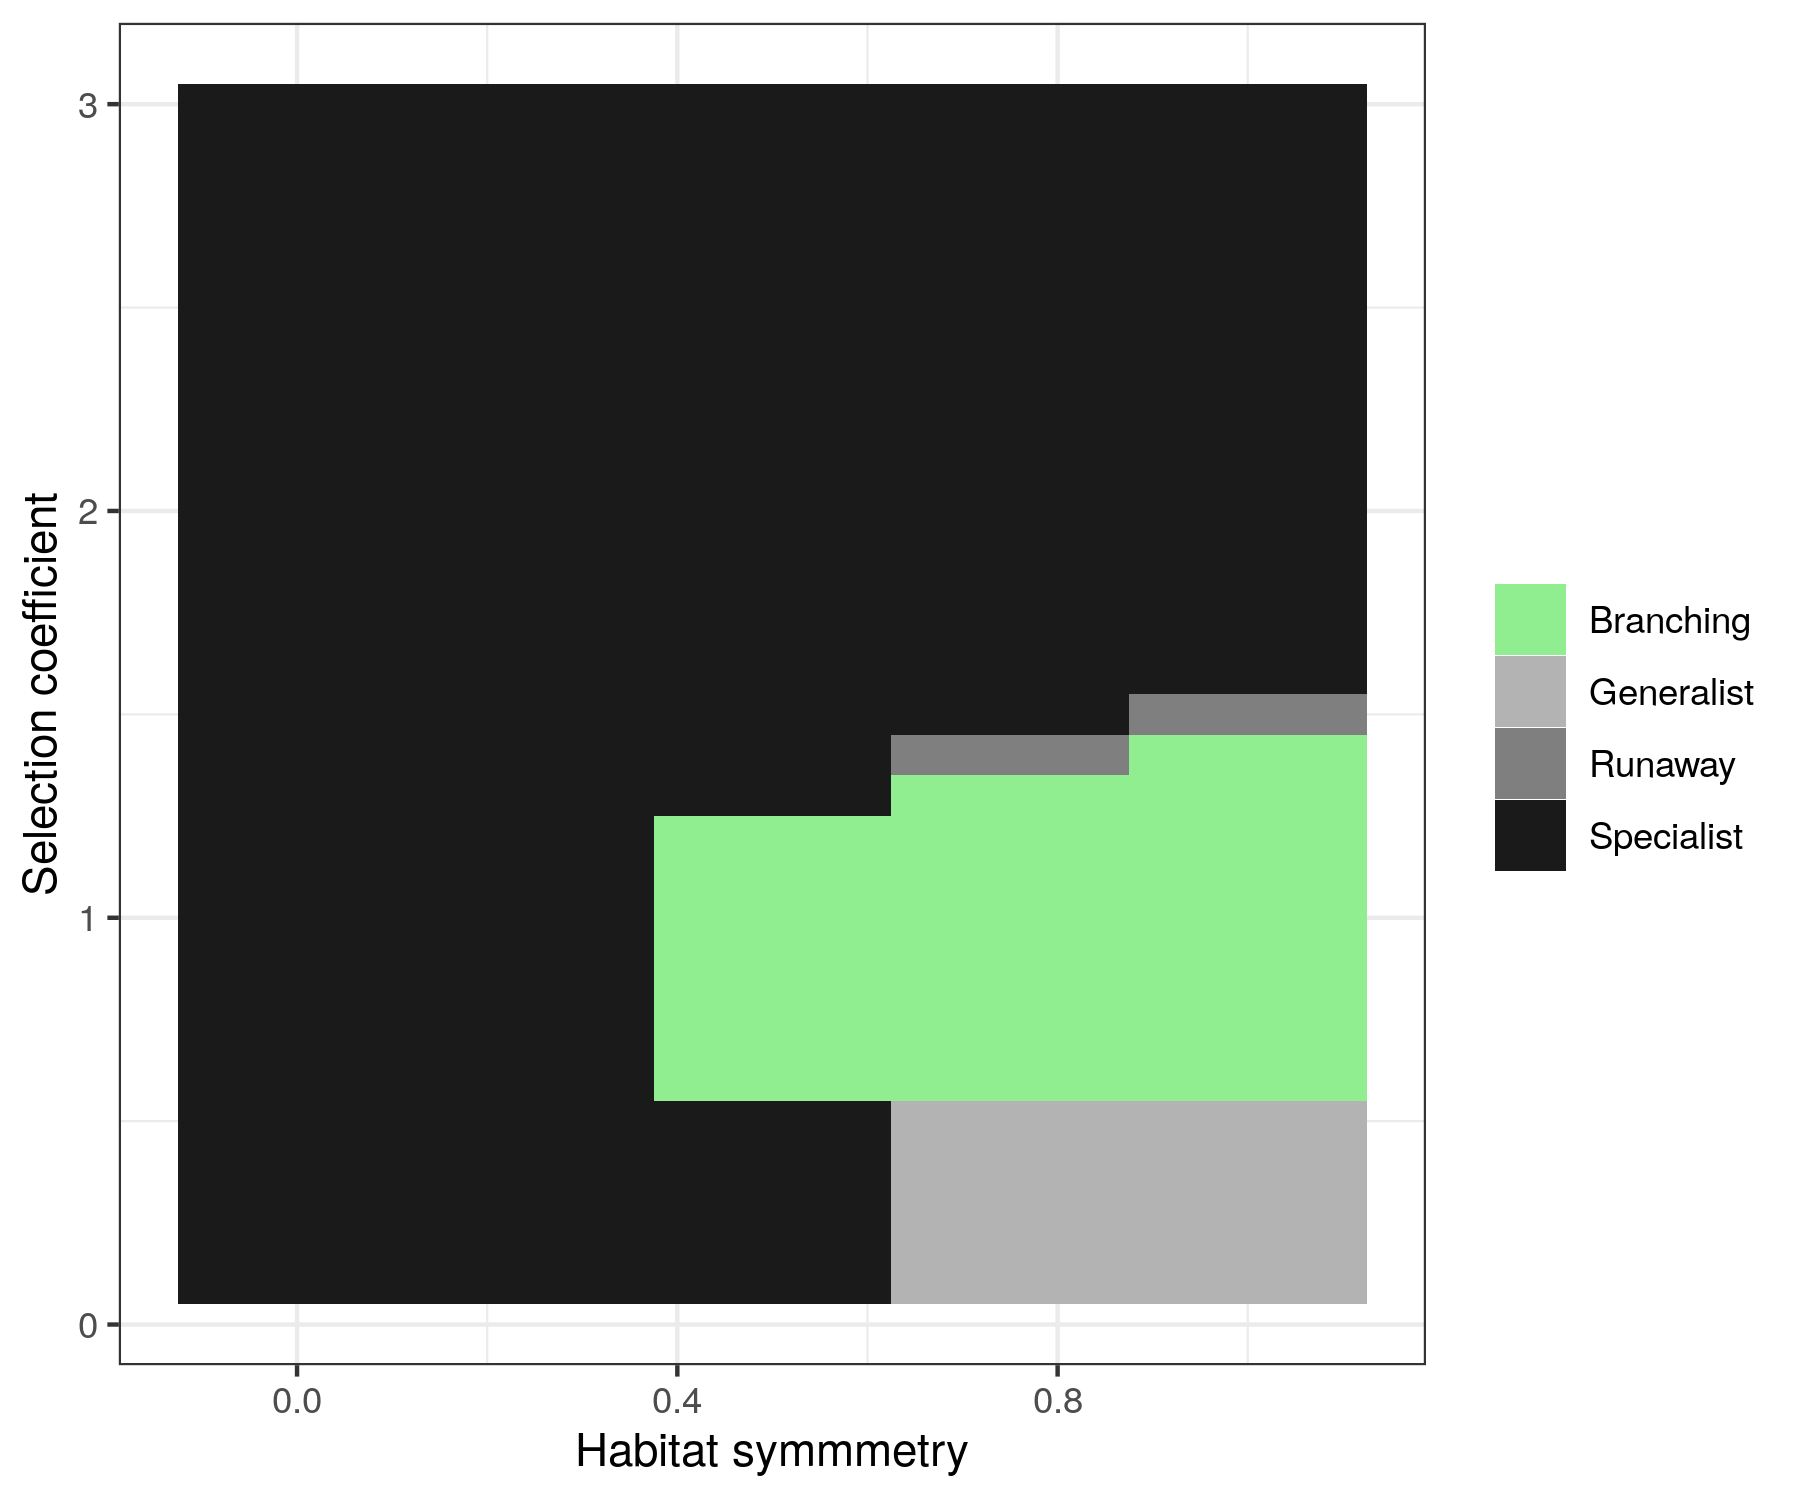 3
2
1
0
Selection coefficient
0.0
0.4
0.8
Habitat symmmetry
Branching
Generalist
Runaway
Specialist